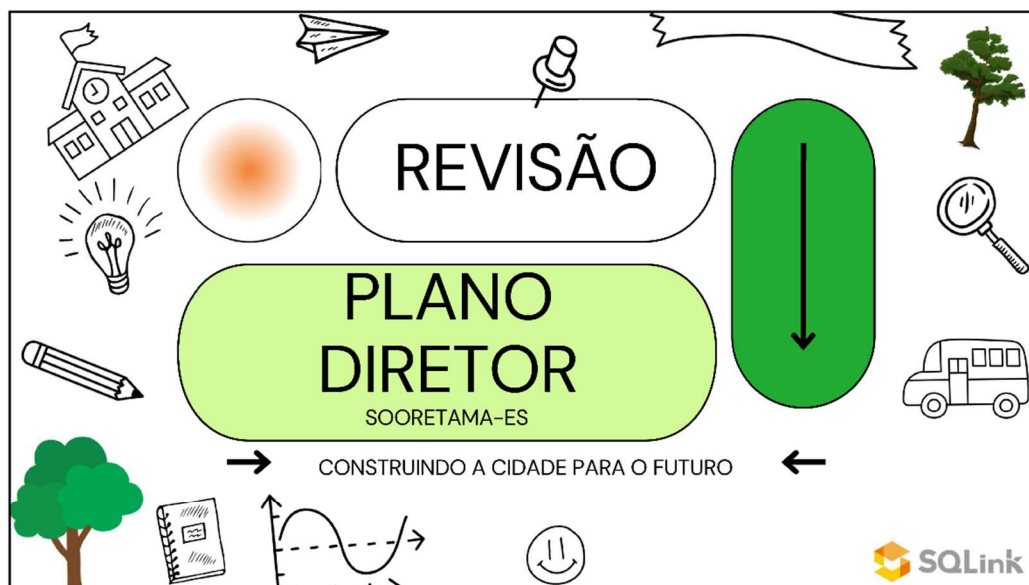 REVISÃO
PLANO
DIRETOR
SOORETAMA-ES
CONSTRUINDO A CIDADE PARA O FUTURO
SQLink